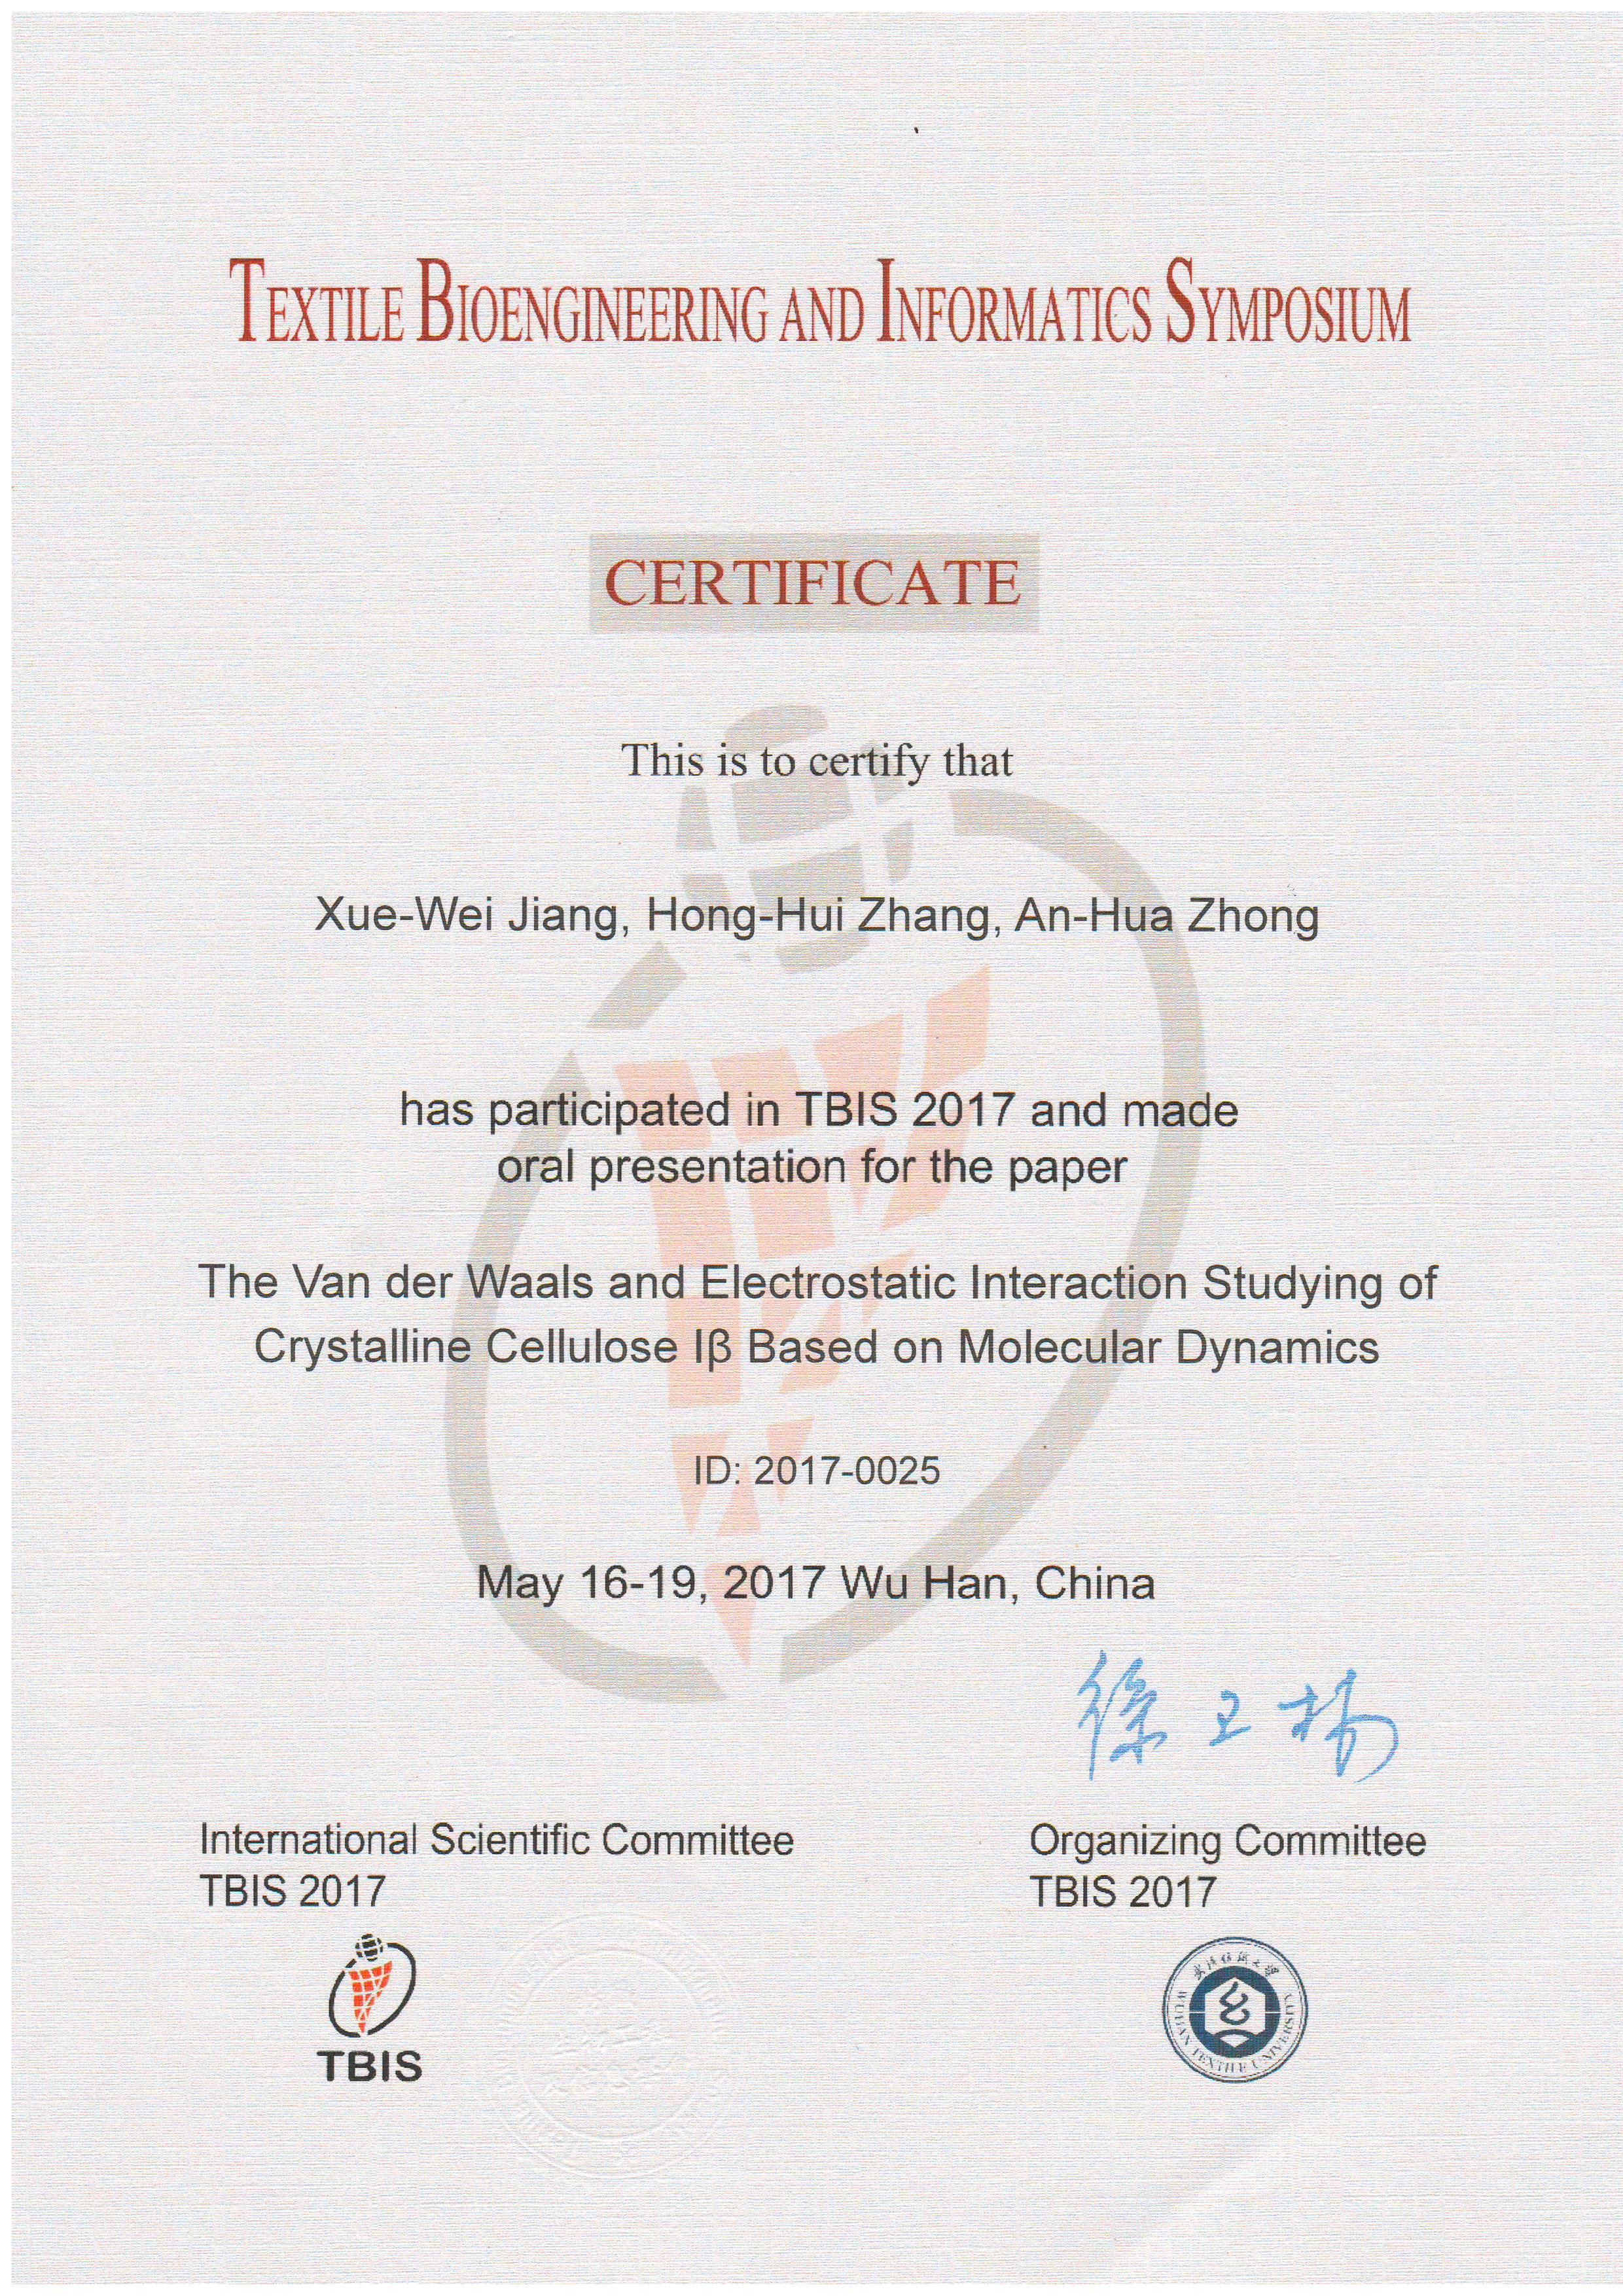 TEXTILE BIOENGINEERING AND INFORMATICS SYMPOSIUM
CERTIFICATE
This is to certify that
Xue-Wei Jiang, Hong-Hui Zhang, An-Hua Zhong
has participated in TBIS 2017 and made
oral presentation for the paper
The Van der Waals and Electrostatic Interaction Studying of
Crystalline Cellulose Iβ Based on Molecular Dynamics
ID: 2017-0025
May 16-19, 2017 Wu Han, China
International Scientific Committee
TBIS 2017
TBIS
Organizing Committee
TBIS 2017
武汉纺织大学
WUHAN TEXTILE UNIVERSITY